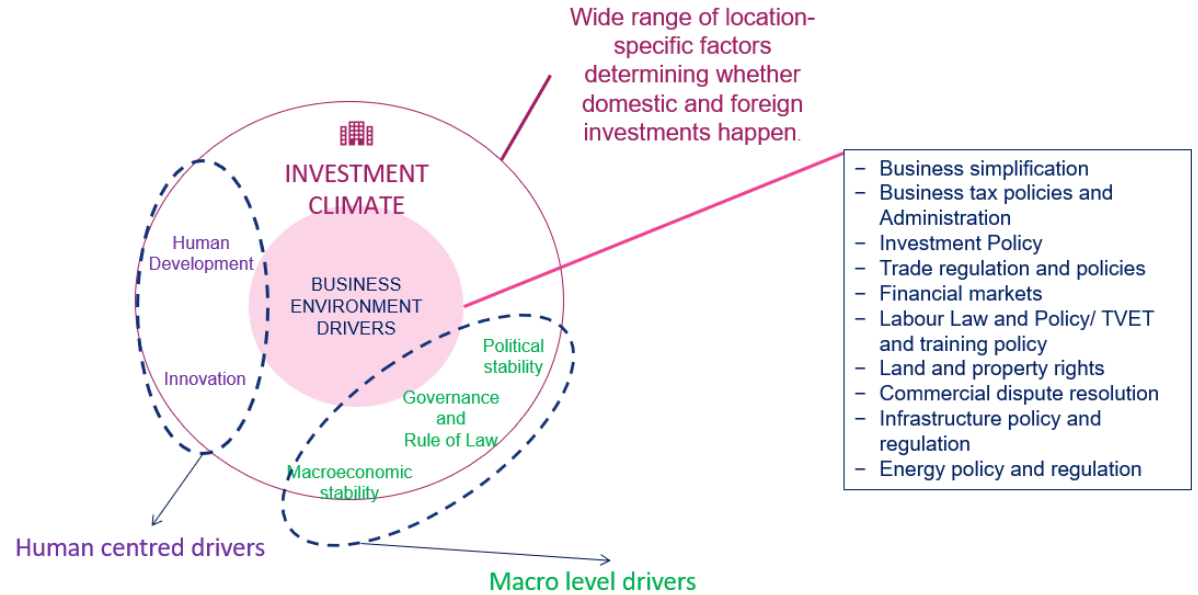 Wide range of location-
specific factors
determining whether
domestic and foreign
investments happen.
INVESTMENT
CLIMATE
Human
Development
Innovation
BUSINESS
ENVIRONMENT
DRIVERS
Political
stability
Governance
and
Rule of Law
Macroeconomic
stability
− Business simplification
− Business tax policies and
Administration
− Investment Policy
− Trade regulation and policies
− Financial markets
− Labour Law and Policy/ TVET
and training policy
− Land and property rights
− Commercial dispute resolution
− Infrastructure policy and
regulation
− Energy policy and regulation
Human centred drivers
Macro level drivers